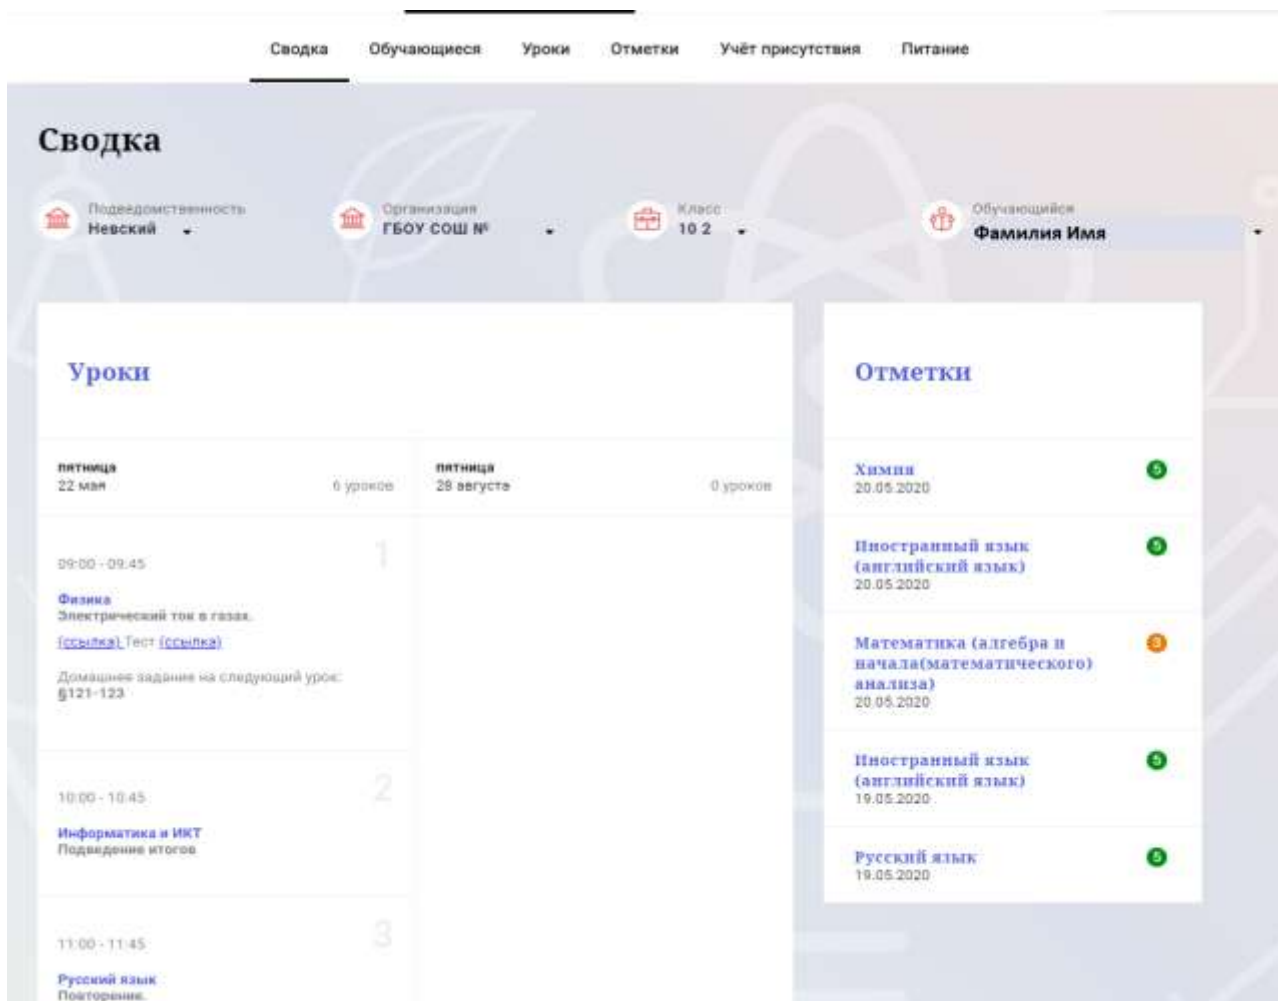 Сводка
Обучающиеся
Уроки
Отметки
Учёт присутствия
Питание
Сводка
Подведомственность
Невский
Организация
ГБОУ СОШ №
Класс
10 2
Обучающийся
Фамилия Имя
Уроки
пятница
22 мая
6 уроков
пятница
28 августа
0 уроков
1
09:00 - 09:45
Физика
Электрический ток в газах.
(ссылка) Тест (ссылка)
Домашнее задание на следующий урок:
§121-123
2
10:00 - 10:45
Информатика и ИКТ
Подведение итогов
3
11:00 - 11:45
Русский язык
Повторение.
Отметки
Химия
5
20.05.2020
Иностранный язык
5
(английский язык)
20.05.2020
Математика (алгебра и
3
начала(математического)
анализа)
20.05.2020
Иностранный язык
5
(английский язык)
19.05.2020
Русский язык
5
19.05.2020